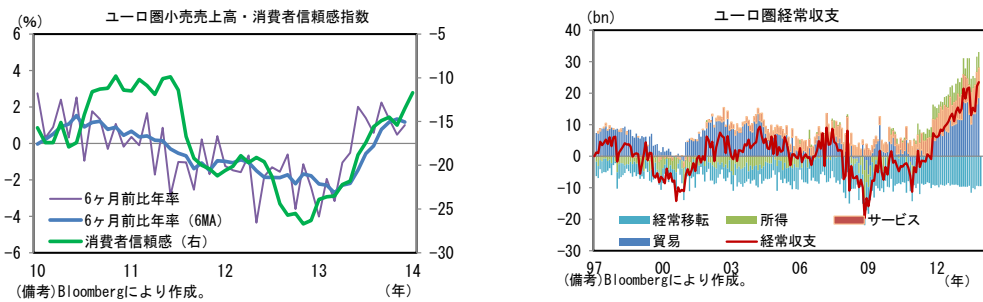 (%)
ユーロ圏小売売上高・消費者信頼感指数
6
4
2
0
-2
-4
-6
-5
-10
-15
-20
-25
-30
6ヶ月前比年率
6ヶ月前比年率（6MA）
消費者信頼感（右）
10 11 12 13 14
(備考)Bloombergにより作成。 (年)
(bn)
ユーロ圏経常収支
40
30
20
10
0
-10
-20
-30
経常移転 所得 サービス
貿易 経常収支
97 00 03 06 09 12
(備考)Bloombergにより作成。 (年)